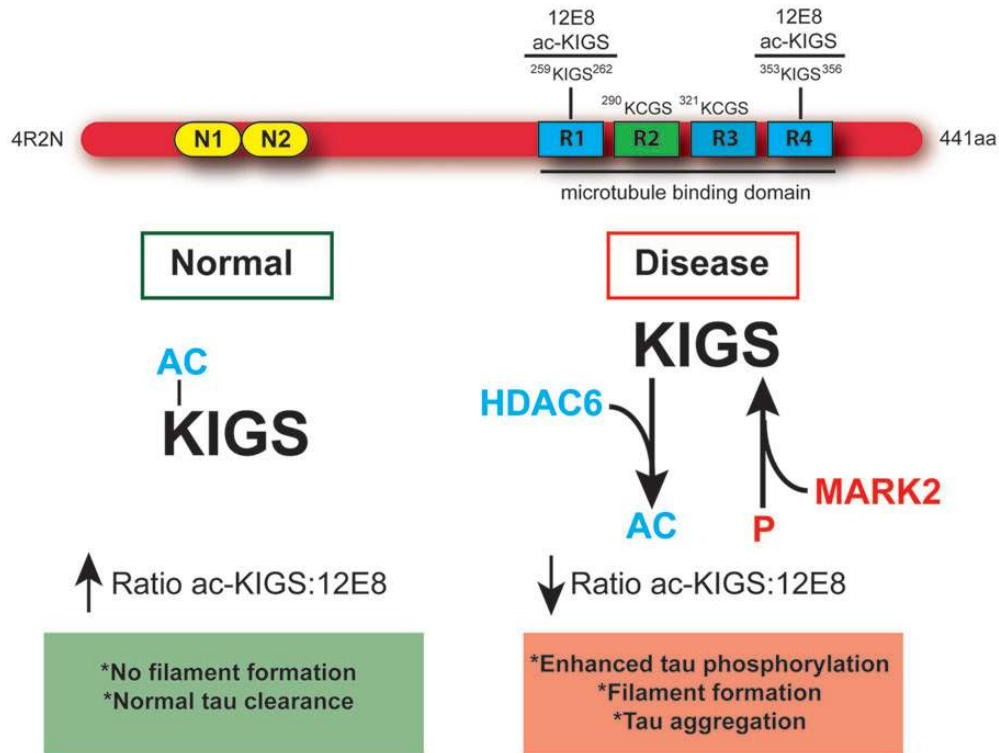 12E8
ac-KIGS
²⁵⁹KIGS²⁶²
12E8
ac-KIGS
³⁵³KIGS³⁵⁶
²⁹⁰KCGS
³²¹KCGS
4R2N
N1
N2
R1
R2
R3
R4
441aa
microtubule binding domain
Normal
AC
KIGS
Ratio ac-KIGS:12E8
*No filament formation
*Normal tau clearance
Disease
KIGS
HDAC6
MARK2
AC
P
Ratio ac-KIGS:12E8
*Enhanced tau phosphorylation
*Filament formation
*Tau aggregation